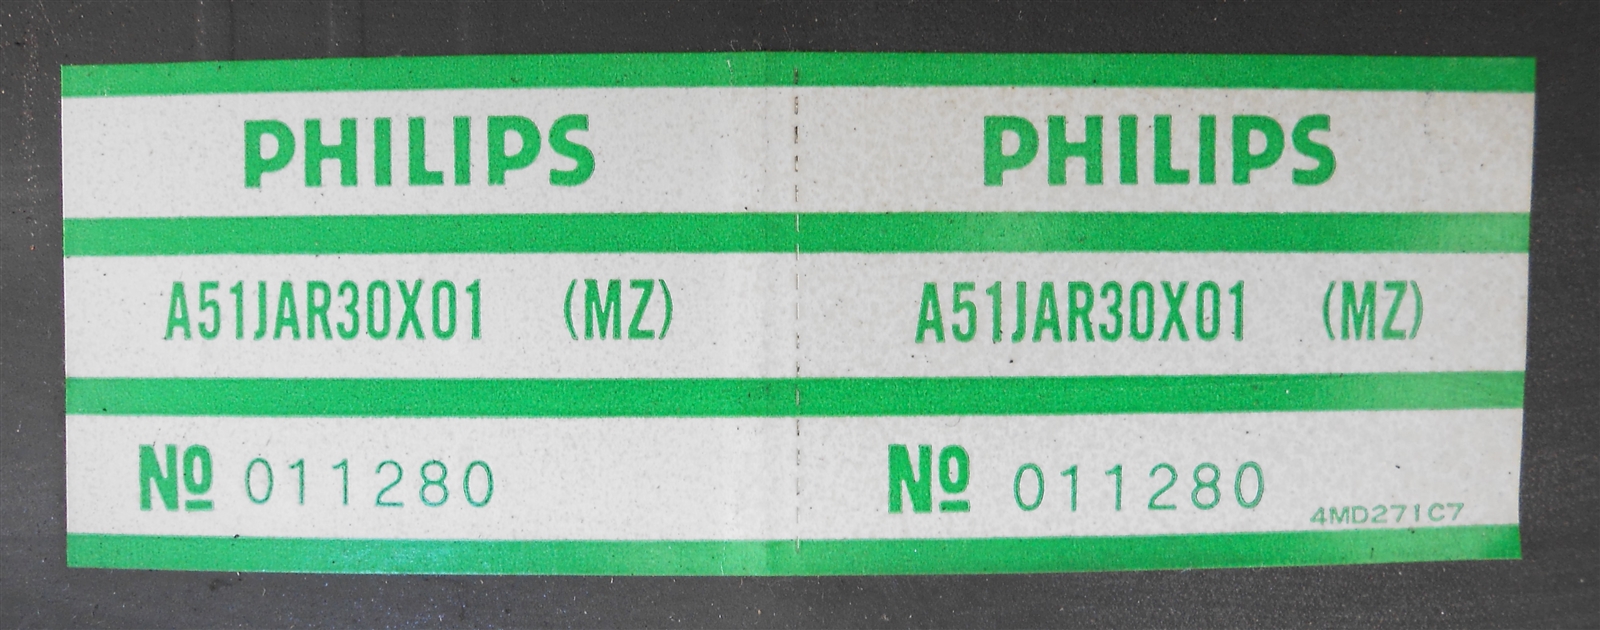 PHILIPS PHILIPS
A51JAR30X01 (MZ) A51JAR30X01 (MZ)
Nº 011280 Nº 011280
4MD271C7